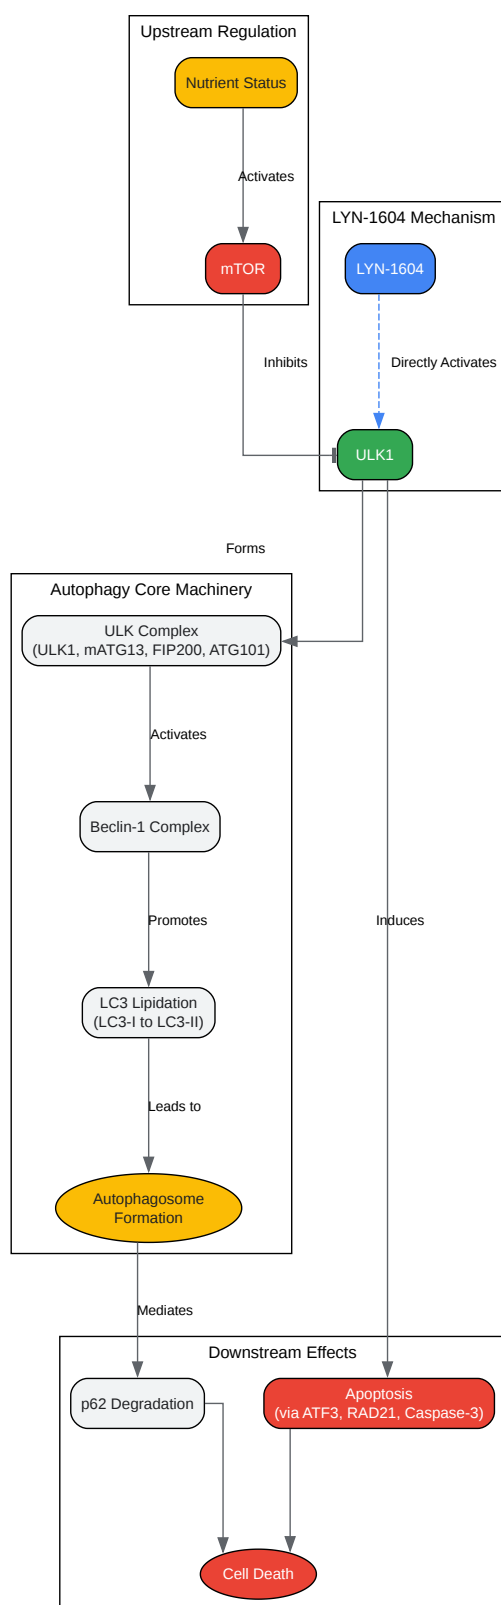 Upstream Regulation
Nutrient Status
Activates
mTOR
LYN-1604 Mechanism
LYN-1604
Inhibits
Directly Activates
ULK1
Forms
Autophagy Core Machinery
ULK Complex
(ULK1, mATG13, FIP200, ATG101)
Activates
Beclin-1 Complex
Promotes
Induces
LC3 Lipidation
(LC3-I to LC3-II)
Leads to
Autophagosome
Formation
Mediates
Downstream Effects
p62 Degradation
Apoptosis
(via ATF3, RAD21, Caspase-3)
Cell Death